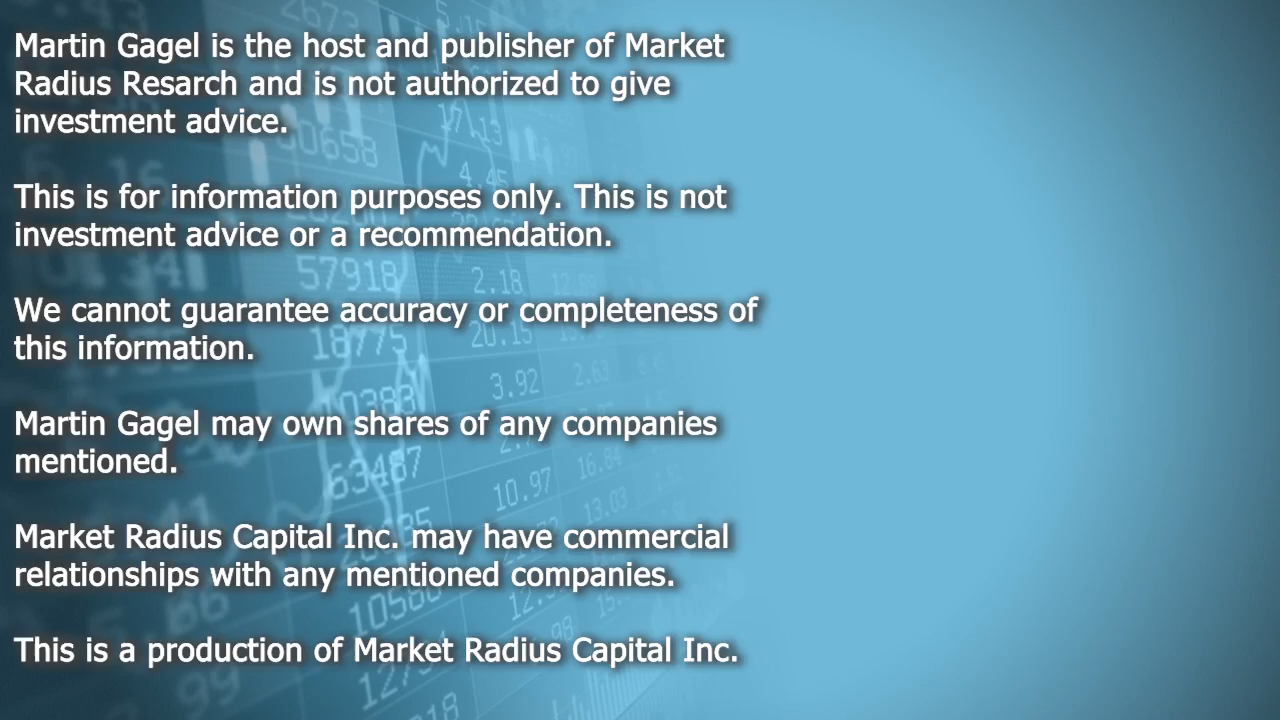 Martin Gagel is the host and publisher of Market
Radius Resarch and is not authorized to give
investment advice.
This is for information purposes only. This is not
investment advice or a recommendation.
We cannot guarantee accuracy or completeness of
this information.
Martin Gagel may own shares of any companies
mentioned.
Market Radius Capital Inc. may have commercial
relationships with any mentioned companies.
This is a production of Market Radius Capital Inc.